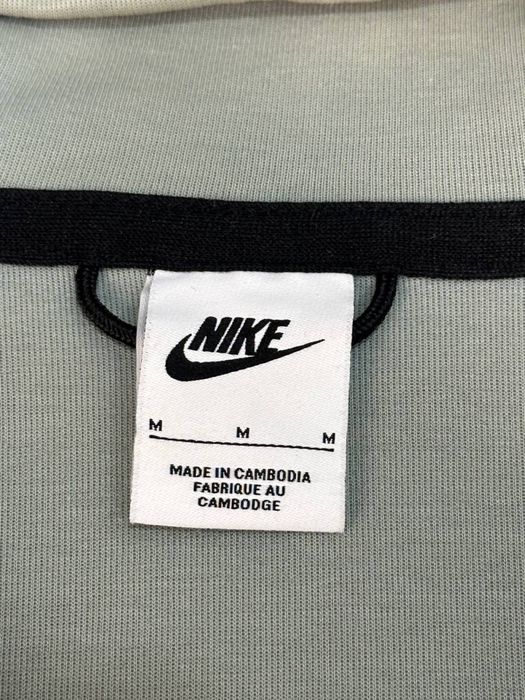 NIKE
M M M
MADE IN CAMBODIA
FABRIQUE AU
CAMBODGE